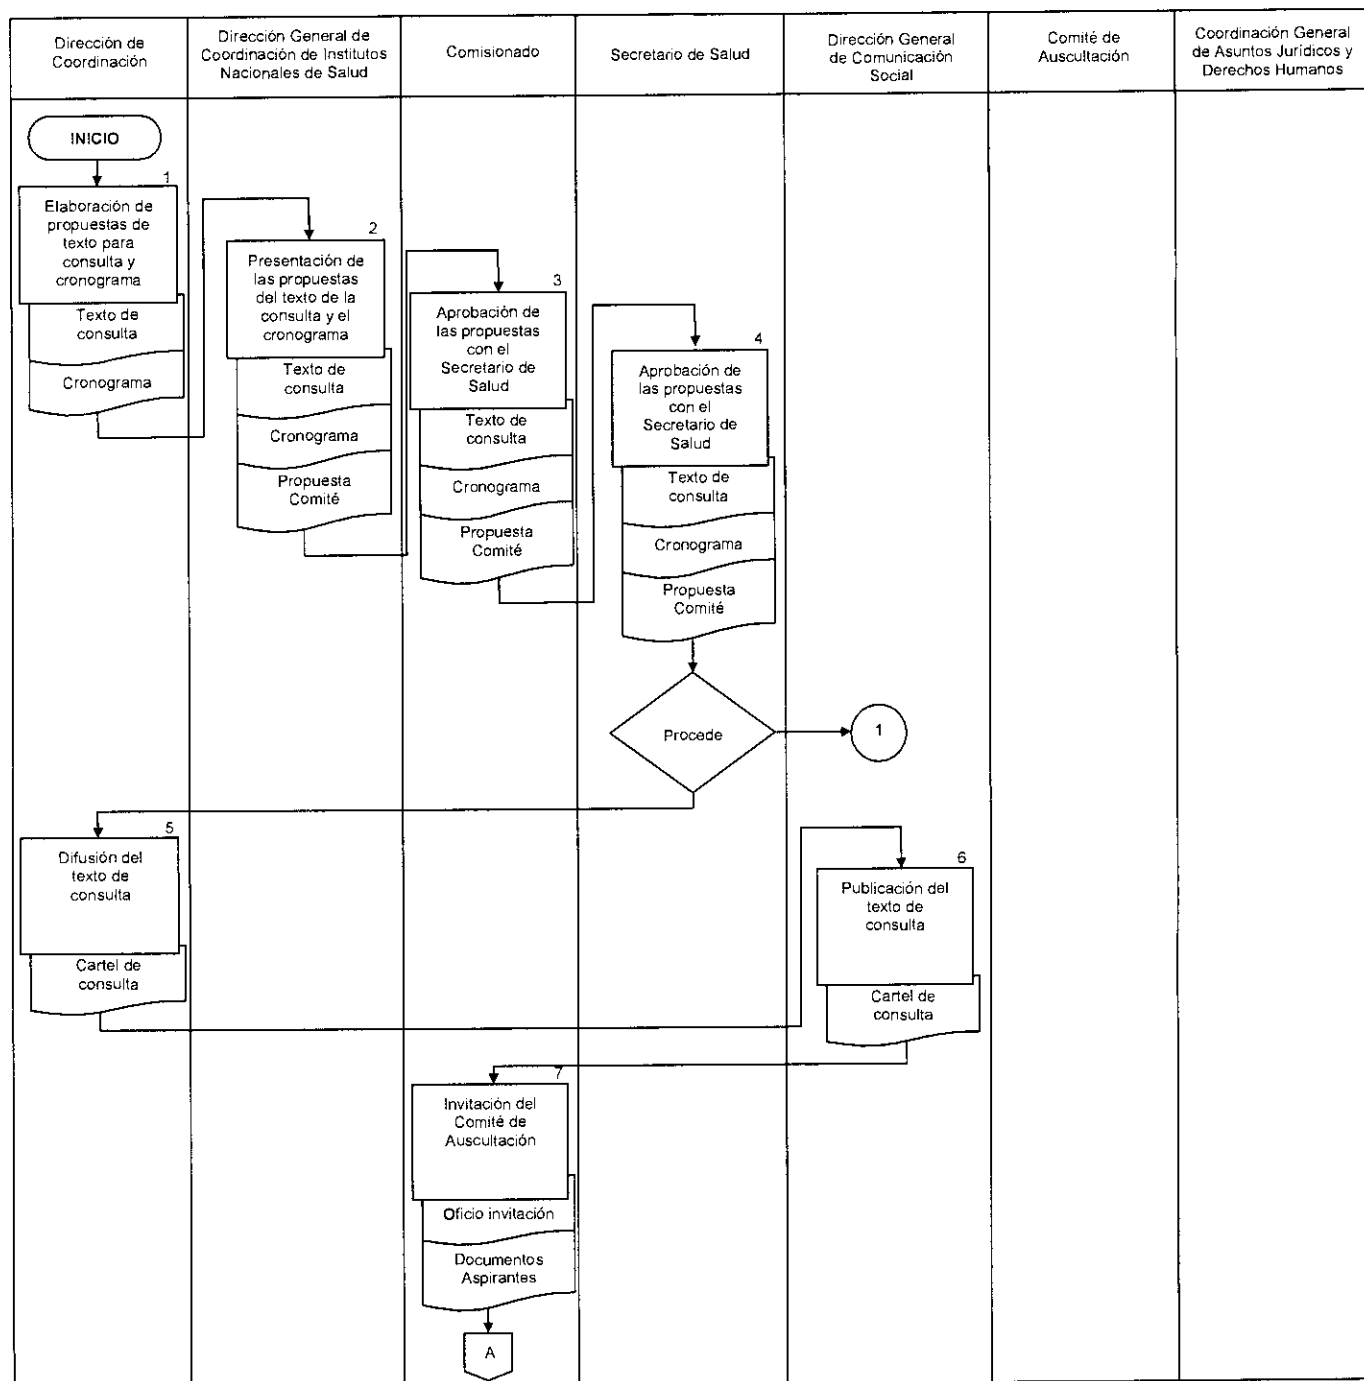 Dirección de
Coordinación
Dirección General de
Coordinación de Institutos
Nacionales de Salud
Comisionado
Secretario de Salud
Dirección General
de Comunicación
Social
Comité de
Auscultación
Coordinación General
de Asuntos Jurídicos y
Derechos Humanos
INICIO
1
Elaboración de
propuestas de
texto para
consulta y
cronograma
Texto de
consulta
Cronograma
2
Presentación de
las propuestas
del texto de la
consulta y el
cronograma
Texto de
consulta
Cronograma
Propuesta
Comité
3
Aprobación de
las propuestas
con el
Secretario de
Salud
Texto de
consulta
Cronograma
Propuesta
Comité
4
Aprobación de
las propuestas
con el
Secretario de
Salud
Texto de
consulta
Cronograma
Propuesta
Comité
Procede
1
5
Difusión del
texto de
consulta
Cartel de
consulta
6
Publicación del
texto de
consulta
Cartel de
consulta
7
Invitación del
Comité de
Auscultación
Oficio invitación
Documentos
Aspirantes
A